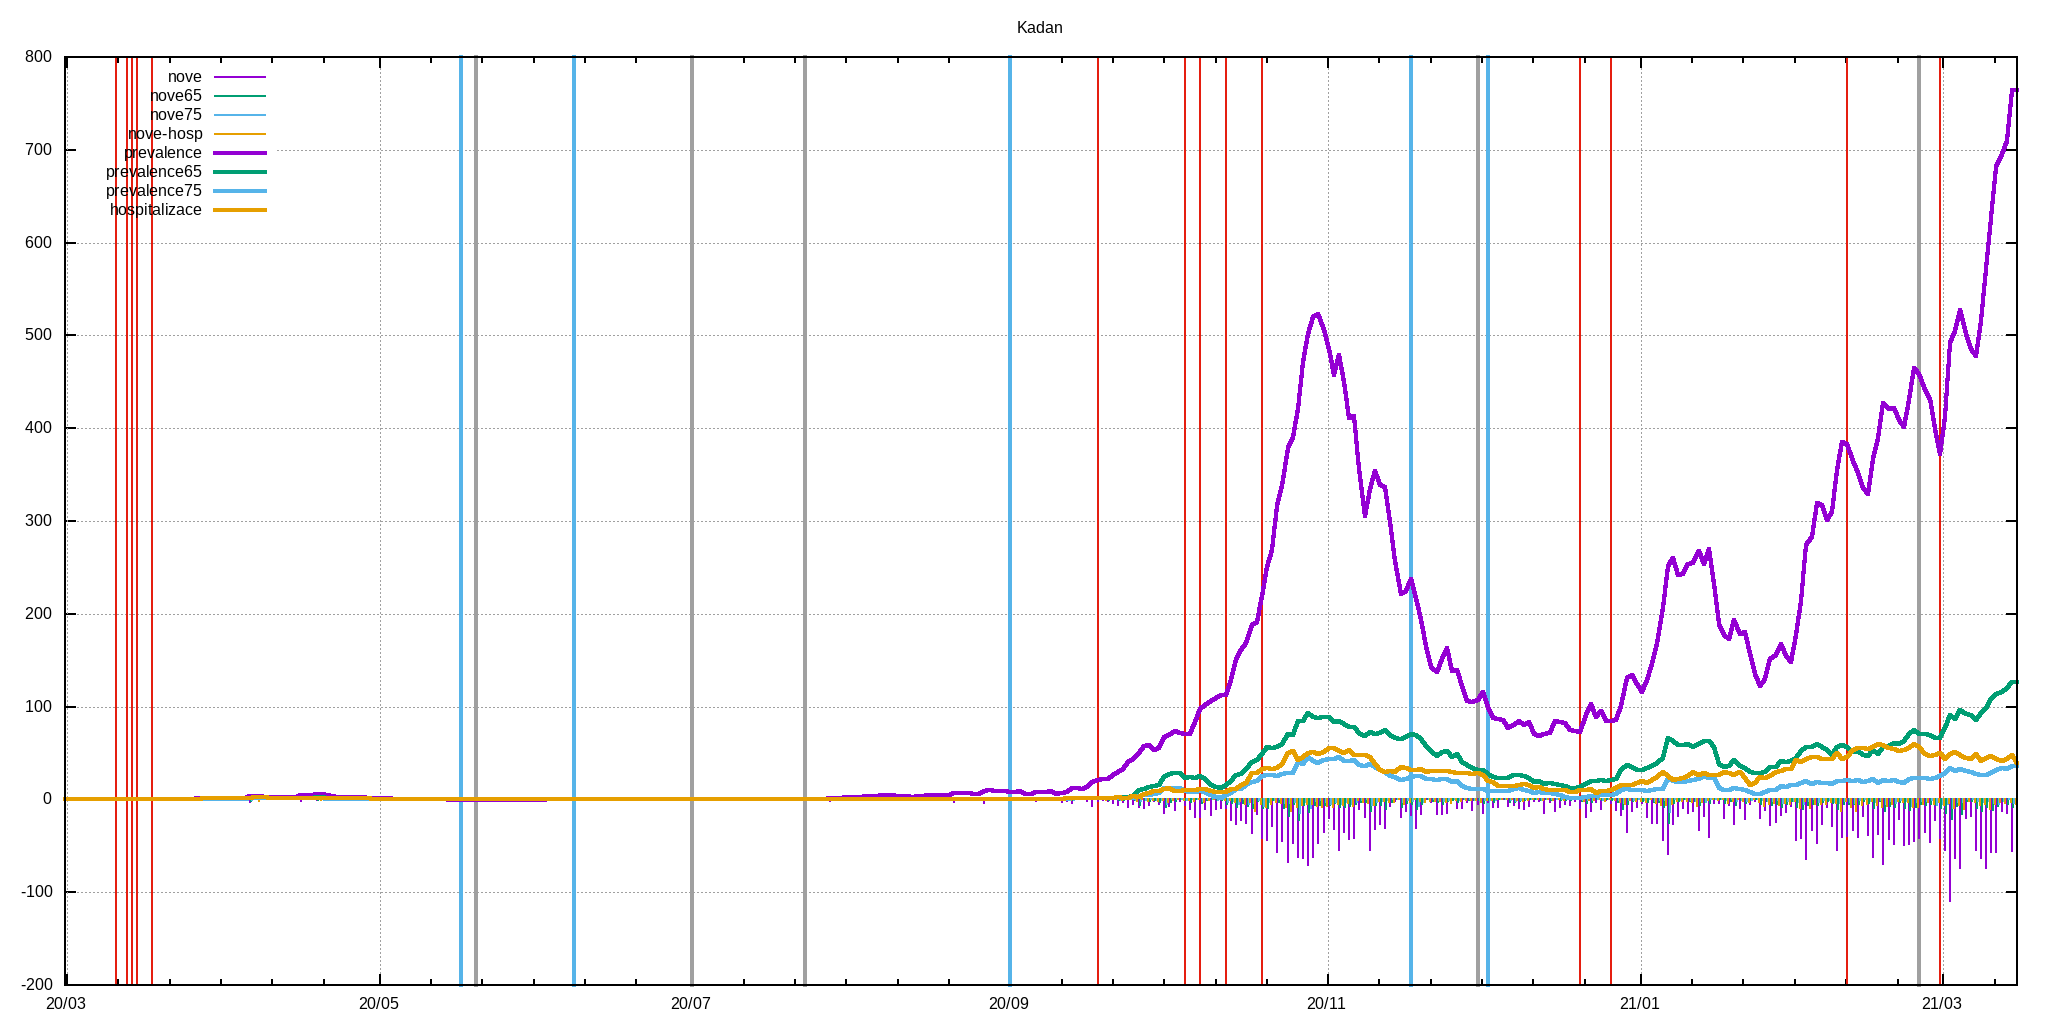 Kadan
800
700
600
500
400
300
200
100
0
-100
-200
nove
nove65
nove75
nove-hosp
prevalence
prevalence65
prevalence75
hospitalizace
20/03 20/05 20/07 20/09 20/11 21/01 21/03